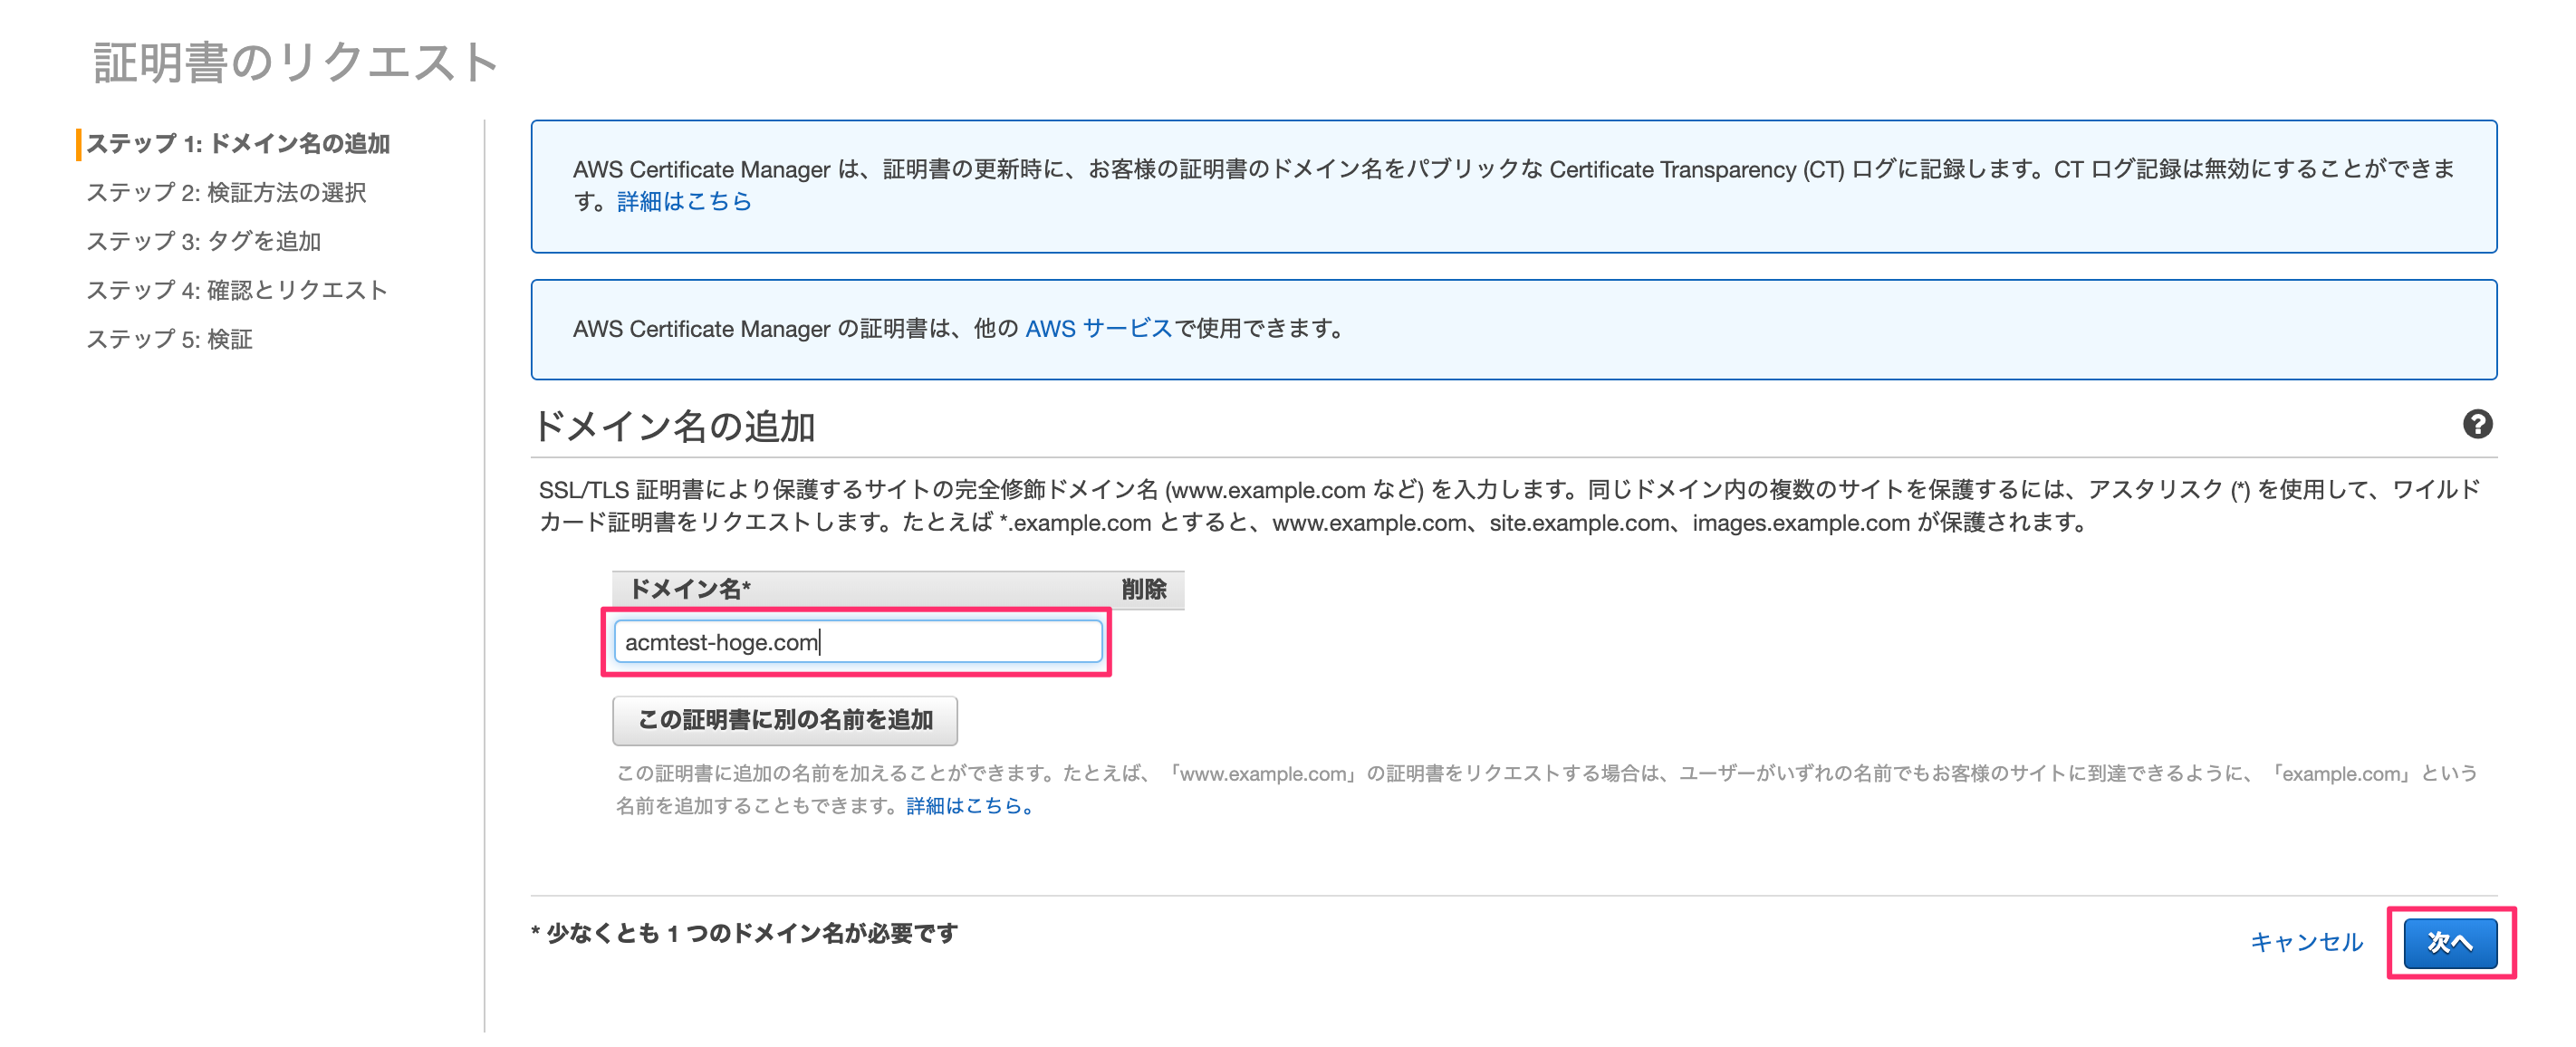 証明書のリクエスト
ステップ 1: ドメイン名の追加
ステップ 2: 検証方法の選択
ステップ 3: タグを追加
ステップ 4: 確認とリクエスト
ステップ 5: 検証
AWS Certificate Manager は、証明書の更新時に、お客様の証明書のドメイン名をパブリックな Certificate Transparency (CT) ログに記録します。CT ログ記録は無効にすることができま
す。詳細はこちら
AWS Certificate Manager の証明書は、他の AWS サービスで使用できます。
ドメイン名の追加
?
SSL/TLS 証明書により保護するサイトの完全修飾ドメイン名 (www.example.com など) を入力します。同じドメイン内の複数のサイトを保護するには、アスタリスク (*) を使用して、ワイルド
カード証明書をリクエストします。たとえば *.example.com とすると、www.example.com、site.example.com、images.example.com が保護されます。
ドメイン名* 削除
acmtest-hoge.com
この証明書に別の名前を追加
この証明書に追加の名前を加えることができます。たとえば、「www.example.com」の証明書をリクエストする場合は、ユーザーがいずれの名前でもお客様のサイトに到達できるように、「example.com」という
名前を追加することもできます。詳細はこちら。
* 少なくとも 1 つのドメイン名が必要です
キャンセル 次へ